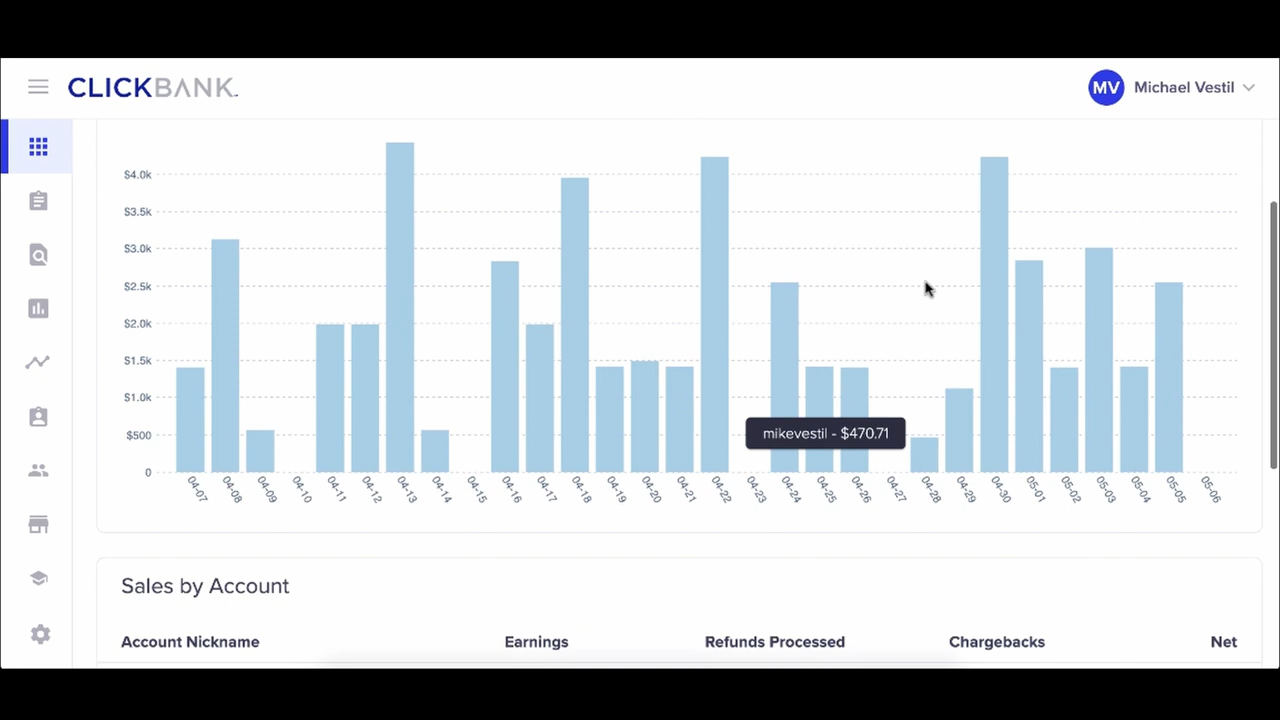 CLICKBANK
MV Michael Vestil
$4.0k
$3.5k
$3.0k
$2.5k
$2.0k
$1.5k
$1.0k
$500
0
mikevestil - $470.71
04-07 04-08 04-09 04-10 04-11 04-12 04-13 04-14 04-15 04-16 04-17 04-18 04-19 04-20 04-21 04-22 04-23 04-24 04-25 04-26 04-27 04-28 04-29 04-30 05-01 05-02 05-03 05-04 05-05 05-06
Sales by Account
Account Nickname Earnings Refunds Processed Chargebacks Net